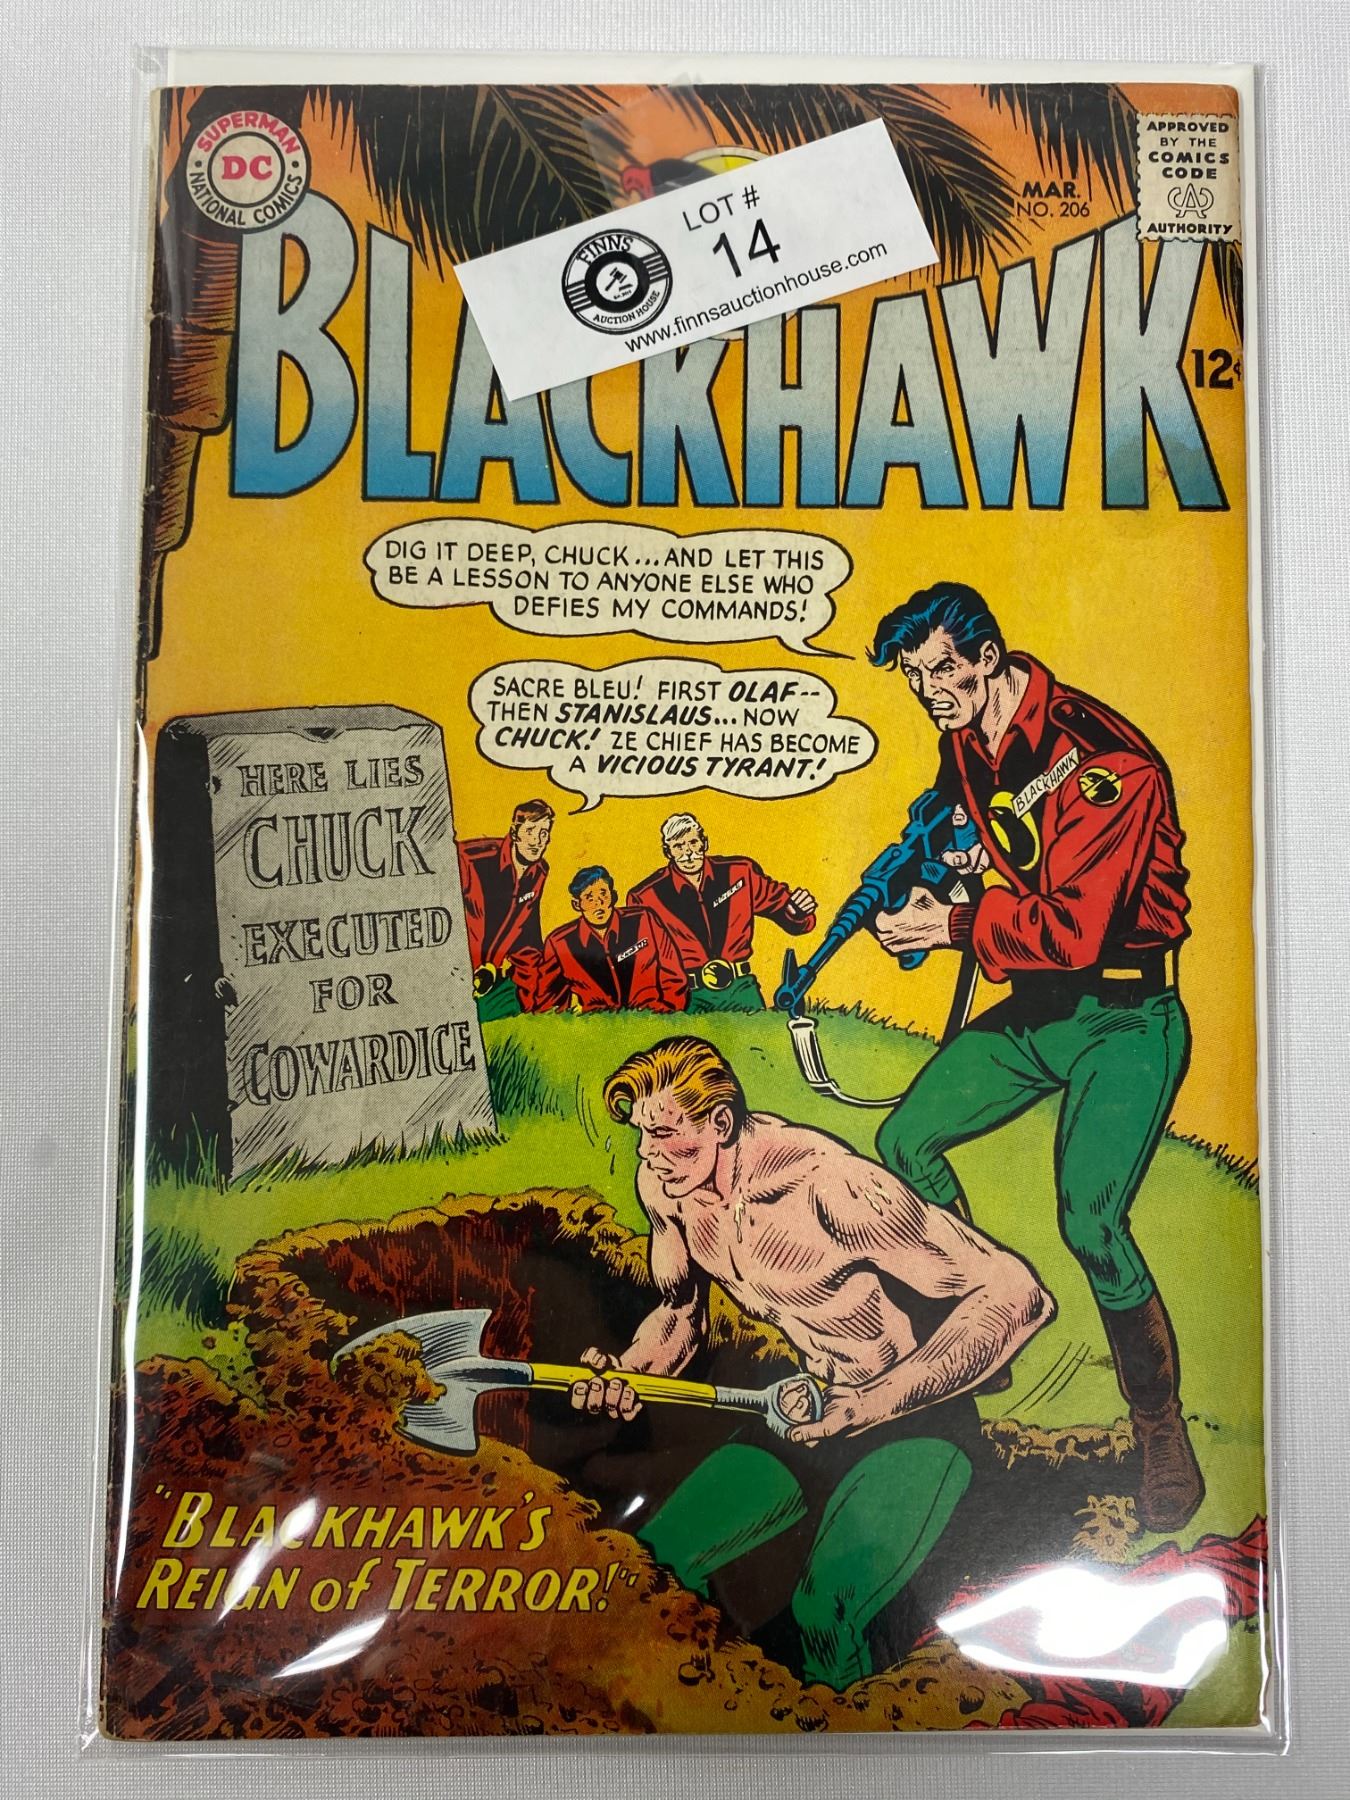 SUPERMAN
DC
NATIONAL COMICS
LOT #
14
FINNS
AUCTION HOUSE
www.finnsauctionhouse.com
MAR.
NO. 206
APPROVED
BY THE
COMICS
CODE
CA
AUTHORITY
BLACKHAWK
12¢
DIG IT DEEP, CHUCK...AND LET THIS
BE A LESSON TO ANYONE ELSE WHO
DEFIES MY COMMANDS!
SACRE BLEU! FIRST OLAF--
THEN STANISLAUS...NOW
CHUCK! ZE CHIEF HAS BECOME
A VICIOUS TYRANT!
BLACKHAWK
HERE LIES
CHUCK
EXECUTED
FOR
COWARDICE
"BLACKHAWK'S
REIGN of TERROR!"